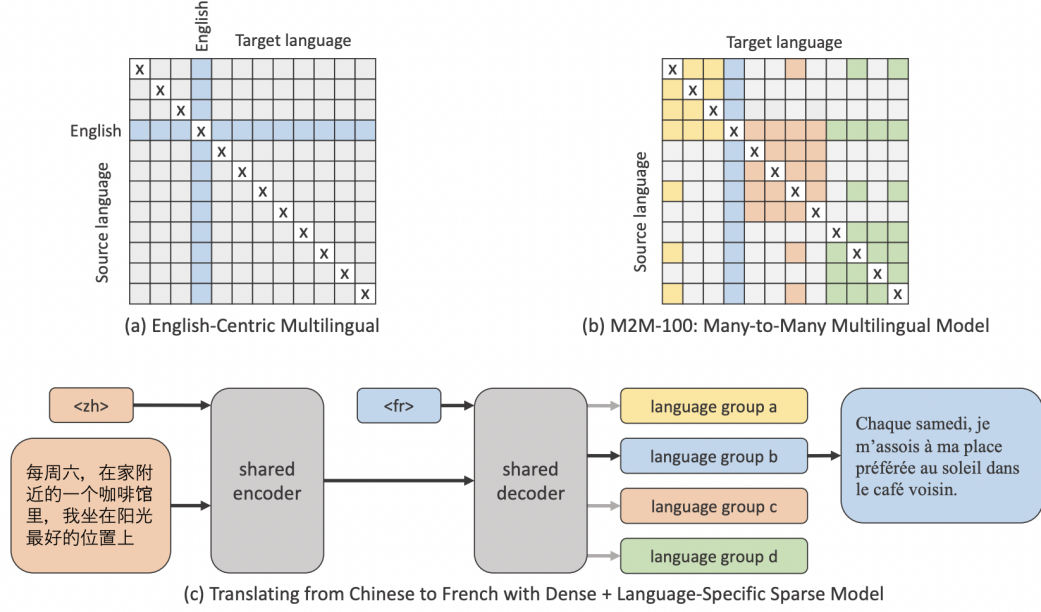 English
Target language
English
Source language
X
X
X
X
X
X
X
X
X
X
X
X
(a) English-Centric Multilingual
Target language
Source language
X
X
X
X
X
X
X
X
X
X
X
X
(b) M2M-100: Many-to-Many Multilingual Model
<zh>
每周六，在家附
近的一个咖啡馆
里，我坐在阳光
最好的位置上
shared
encoder
<fr>
shared
decoder
language group a
language group b
language group c
language group d
Chaque samedi, je
m'assois à ma place
préférée au soleil dans
le café voisin.
(c) Translating from Chinese to French with Dense + Language-Specific Sparse Model